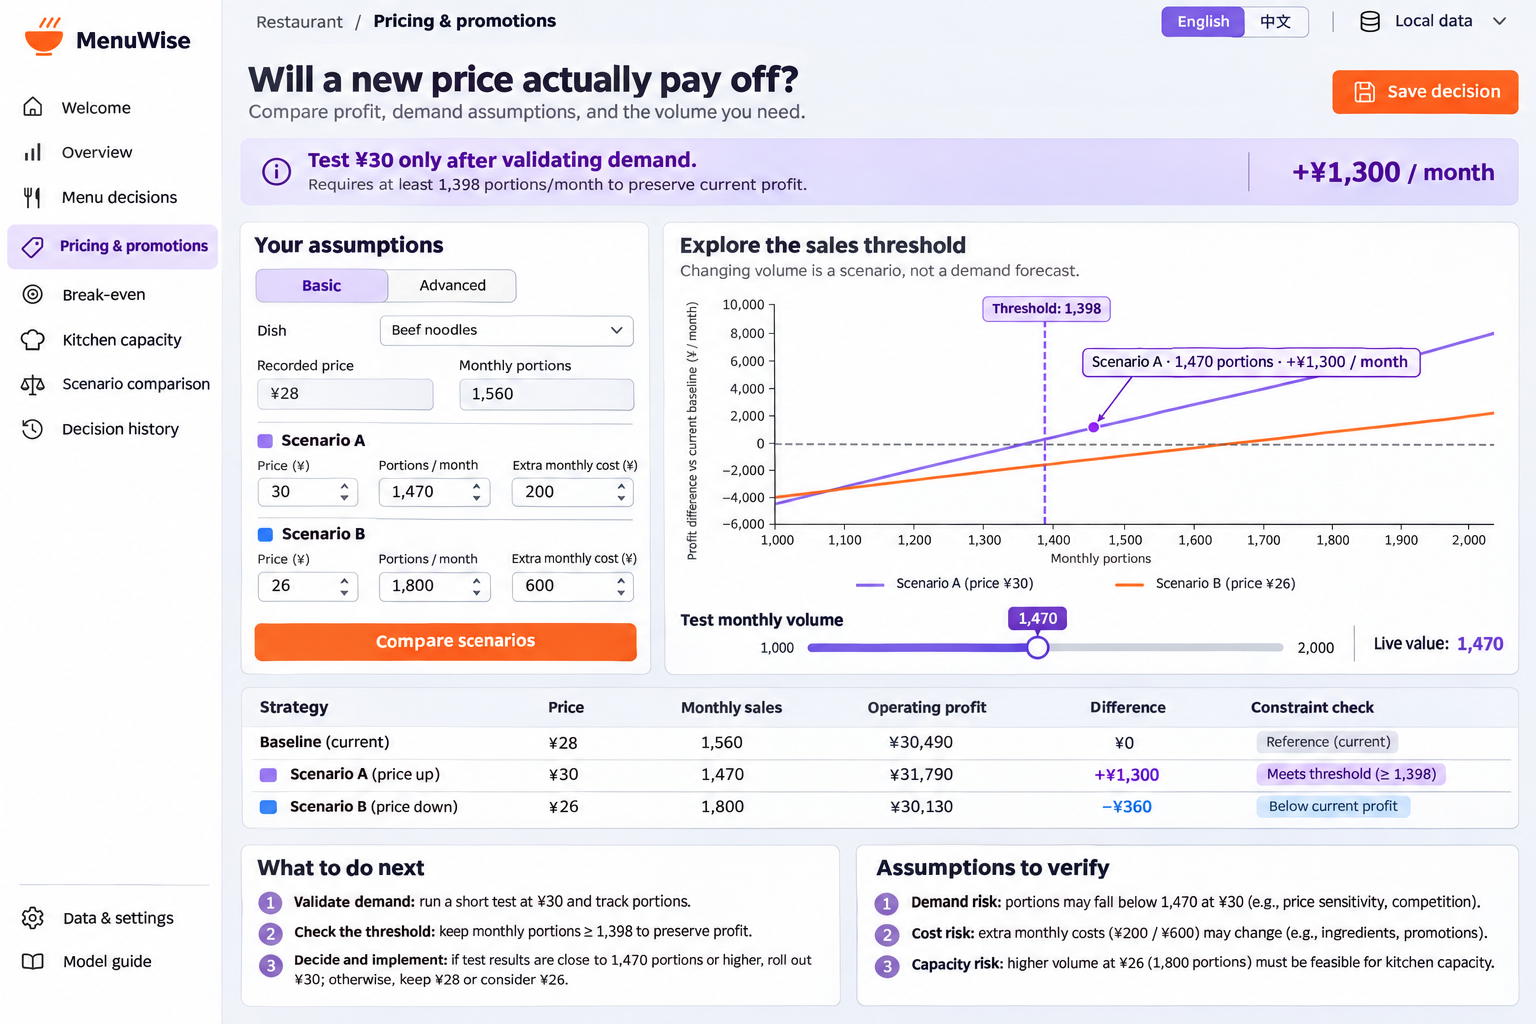 MenuWise
Welcome
Overview
Menu decisions
Pricing & promotions
Break-even
Kitchen capacity
Scenario comparison
Decision history
Data & settings
Model guide
Restaurant / Pricing & promotions
English 中文
Local data
Will a new price actually pay off?
Compare profit, demand assumptions, and the volume you need.
Save decision
Test ¥30 only after validating demand.
Requires at least 1,398 portions/month to preserve current profit.
+¥1,300 / month
Your assumptions
Basic Advanced
Dish Beef noodles
Recorded price Monthly portions
¥28 1,560
Scenario A
Price (¥) Portions / month Extra monthly cost (¥)
30 1,470 200
Scenario B
Price (¥) Portions / month Extra monthly cost (¥)
26 1,800 600
Compare scenarios
Explore the sales threshold
Changing volume is a scenario, not a demand forecast.
Profit difference vs current baseline (¥ / month)
10,000
8,000
6,000
4,000
2,000
0
−2,000
−4,000
−6,000
Threshold: 1,398
Scenario A · 1,470 portions · +¥1,300 / month
1,000 1,100 1,200 1,300 1,400 1,500 1,600 1,700 1,800 1,900 2,000
Monthly portions
Scenario A (price ¥30) Scenario B (price ¥26)
Test monthly volume
1,470
1,000 2,000
Live value: 1,470
Strategy Price Monthly sales Operating profit Difference Constraint check
Baseline (current) ¥28 1,560 ¥30,490 ¥0 Reference (current)
Scenario A (price up) ¥30 1,470 ¥31,790 +¥1,300 Meets threshold (≥ 1,398)
Scenario B (price down) ¥26 1,800 ¥30,130 −¥360 Below current profit
What to do next
1 Validate demand: run a short test at ¥30 and track portions.
2 Check the threshold: keep monthly portions ≥ 1,398 to preserve profit.
3 Decide and implement: if test results are close to 1,470 portions or higher, roll out
¥30; otherwise, keep ¥28 or consider ¥26.
Assumptions to verify
1 Demand risk: portions may fall below 1,470 at ¥30 (e.g., price sensitivity, competition).
2 Cost risk: extra monthly costs (¥200 / ¥600) may change (e.g., ingredients, promotions).
3 Capacity risk: higher volume at ¥26 (1,800 portions) must be feasible for kitchen capacity.